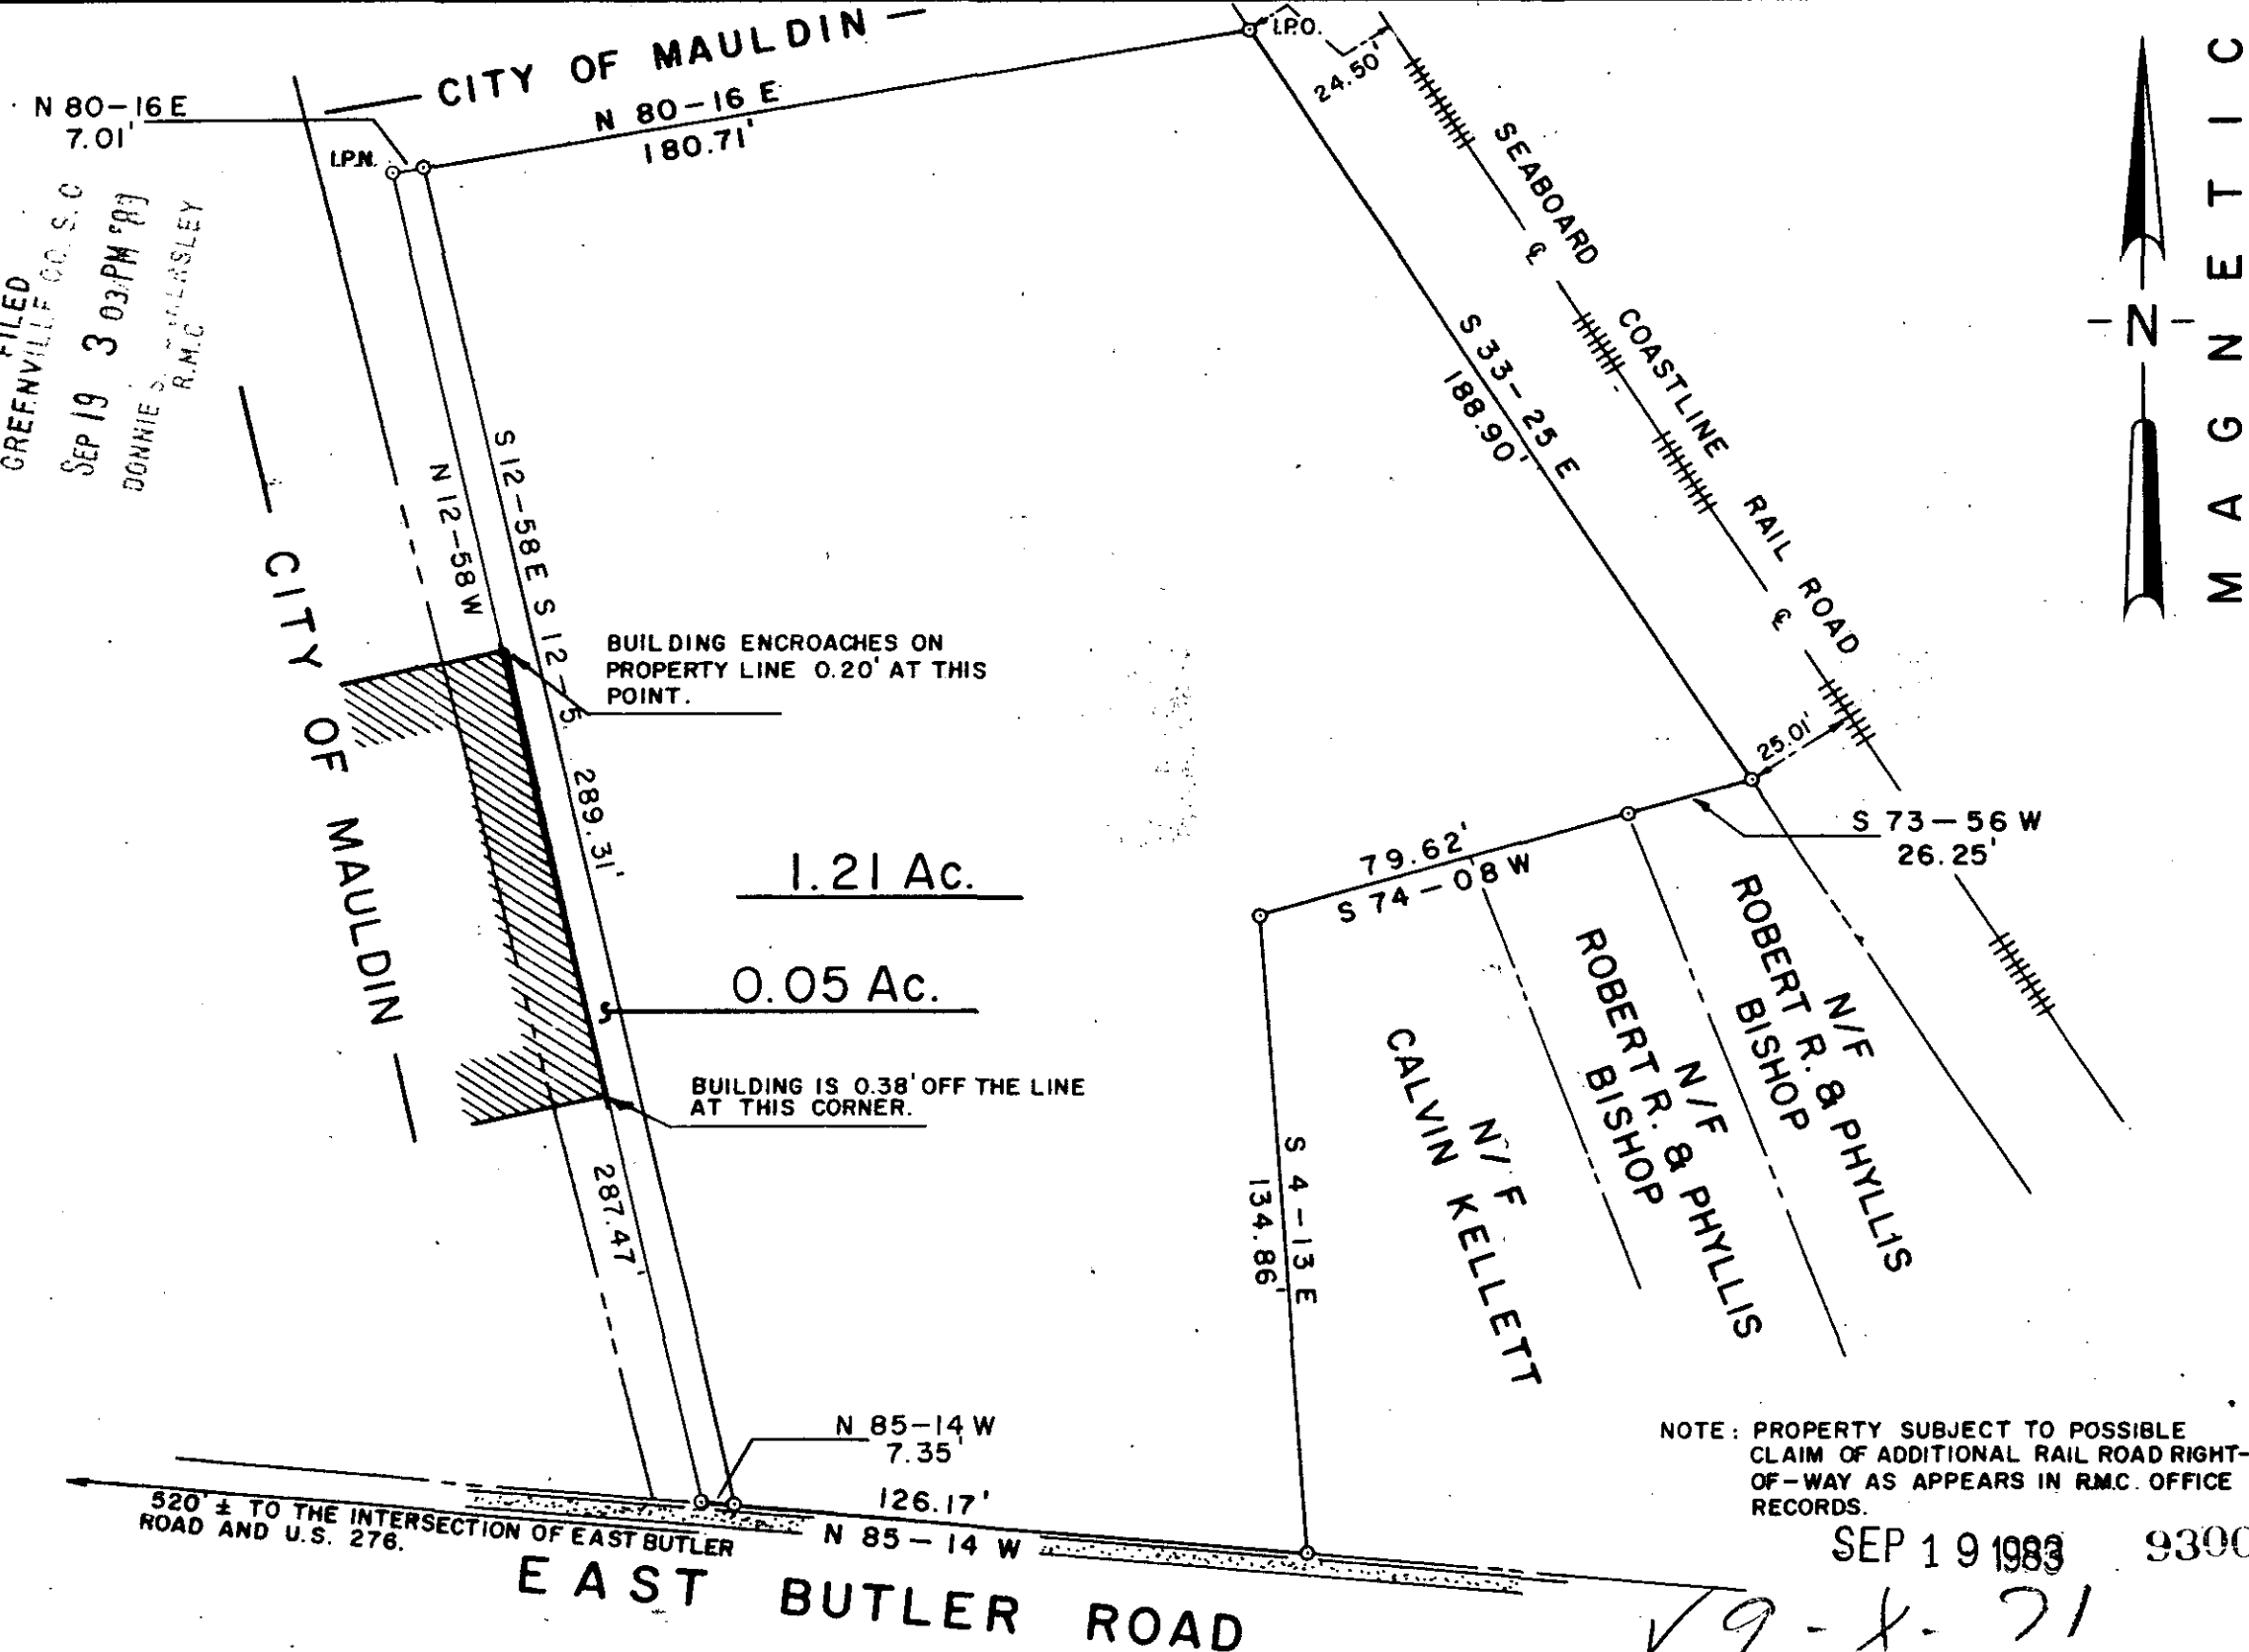 CITY OF MAULDIN
N 80-16 E
7.01'
I.P.N.
N 80-16 E
180.71'
I.P.O.
24.50'
SEABOARD COASTLINE RAIL ROAD
MAGNETIC
N
FILED
GREENVILLE CO. S. C
SEP 19 3 03 PM
DONNIE S.
R.M.C
S 33-25 E
188.90'
N 12-58 W
S 12-58 E
S 12-5
289.31'
CITY OF MAULDIN
BUILDING ENCROACHES ON
PROPERTY LINE 0.20' AT THIS
POINT.
25.01'
S 73-56 W
26.25'
79.62'
S 74-08 W
1.21 Ac.
0.05 Ac.
BUILDING IS 0.38' OFF THE LINE
AT THIS CORNER.
287.47'
S 4-13 E
134.86'
N/F
CALVIN KELLETT
N/F
ROBERT R. & PHYLLIS
BISHOP
N/F
ROBERT R. & PHYLLIS
BISHOP
N 85-14 W
7.35'
126.17'
N 85-14 W
520' ± TO THE INTERSECTION OF EAST BUTLER
ROAD AND U.S. 276.
EAST BUTLER ROAD
NOTE: PROPERTY SUBJECT TO POSSIBLE
CLAIM OF ADDITIONAL RAIL ROAD RIGHT-
OF-WAY AS APPEARS IN R.M.C. OFFICE
RECORDS.
SEP 19 1983 9300